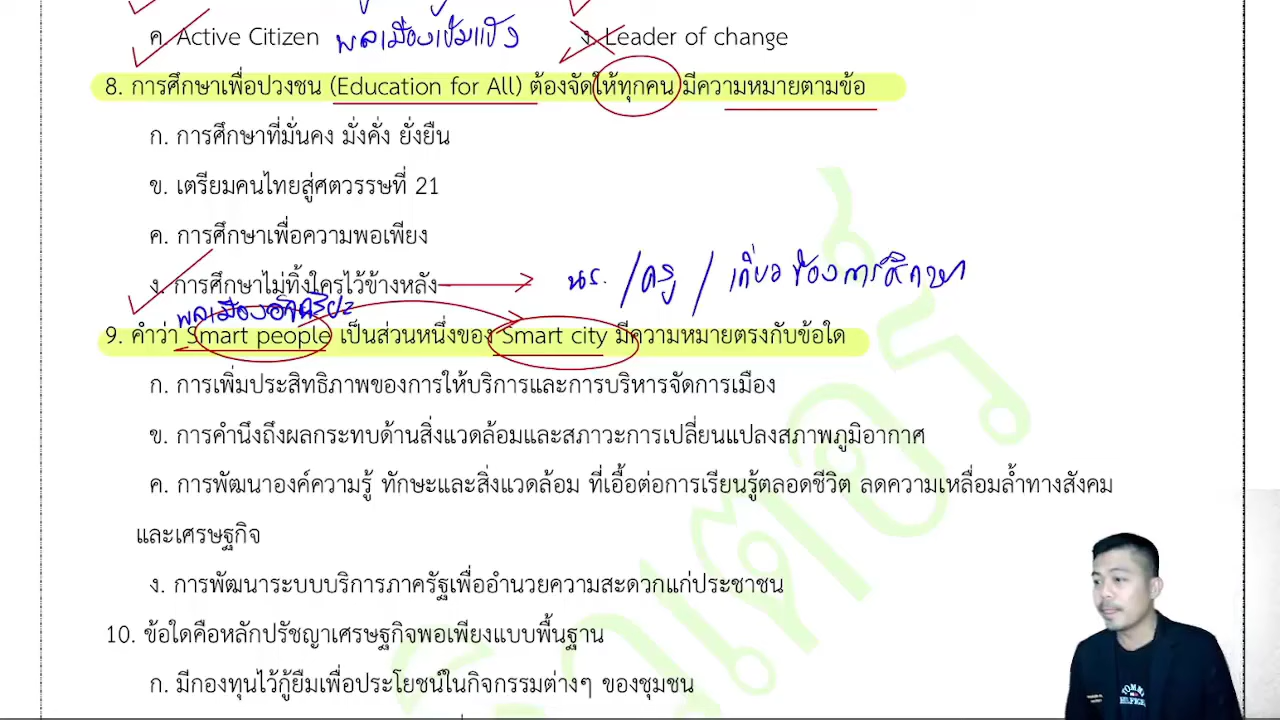 ค. Active Citizen พลเมืองเข้มแข็ง ง. Leader of change
8. การศึกษาเพื่อปวงชน (Education for All) ต้องจัดให้ทุกคน มีความหมายตามข้อ
ก. การศึกษาที่มั่นคง มั่งคั่ง ยั่งยืน
ข. เตรียมคนไทยสู่ศตวรรษที่ 21
ค. การศึกษาเพื่อความพอเพียง
ง. การศึกษาไม่ทิ้งใครไว้ข้างหลัง นร. / ครู / เกี่ยวข้องการศึกษา
พลเมืองอัจฉริยะ
9. คำว่า Smart people เป็นส่วนหนึ่งของ Smart city มีความหมายตรงกับข้อใด
ก. การเพิ่มประสิทธิภาพของการให้บริการและการบริหารจัดการเมือง
ข. การคำนึงถึงผลกระทบด้านสิ่งแวดล้อมและสภาวะการเปลี่ยนแปลงสภาพภูมิอากาศ
ค. การพัฒนาองค์ความรู้ ทักษะและสิ่งแวดล้อม ที่เอื้อต่อการเรียนรู้ตลอดชีวิต ลดความเหลื่อมล้ำทางสังคม
และเศรษฐกิจ
ง. การพัฒนาระบบบริการภาครัฐเพื่ออำนวยความสะดวกแก่ประชาชน
10. ข้อใดคือหลักปรัชญาเศรษฐกิจพอเพียงแบบพื้นฐาน
ก. มีกองทุนไว้กู้ยืมเพื่อประโยชน์ในกิจกรรมต่างๆ ของชุมชน